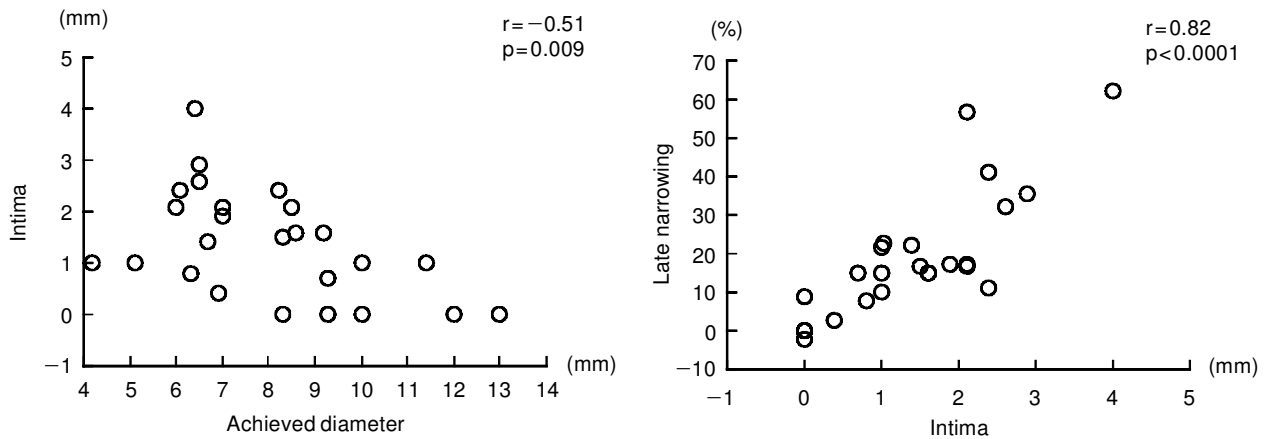 (mm)
r=−0.51
p=0.009
5
4
3
2
1
0
−1
Intima
4 5 6 7 8 9 10 11 12 13 14
(mm)
Achieved diameter
(%)
r=0.82
p<0.0001
70
60
50
40
30
20
10
0
−10
Late narrowing
−1 0 1 2 3 4 5
(mm)
Intima